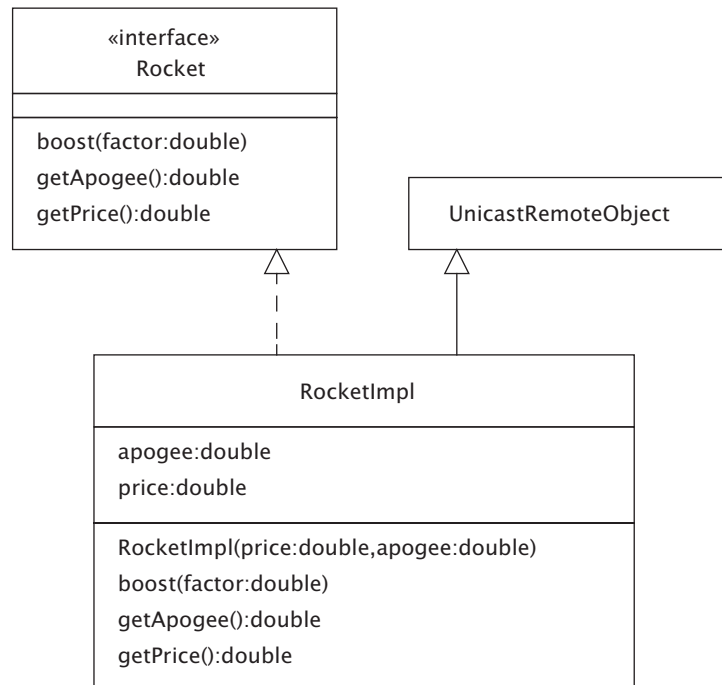 «interface»
Rocket
boost(factor:double)
getApogee():double
getPrice():double
UnicastRemoteObject
RocketImpl
apogee:double
price:double
RocketImpl(price:double,apogee:double)
boost(factor:double)
getApogee():double
getPrice():double